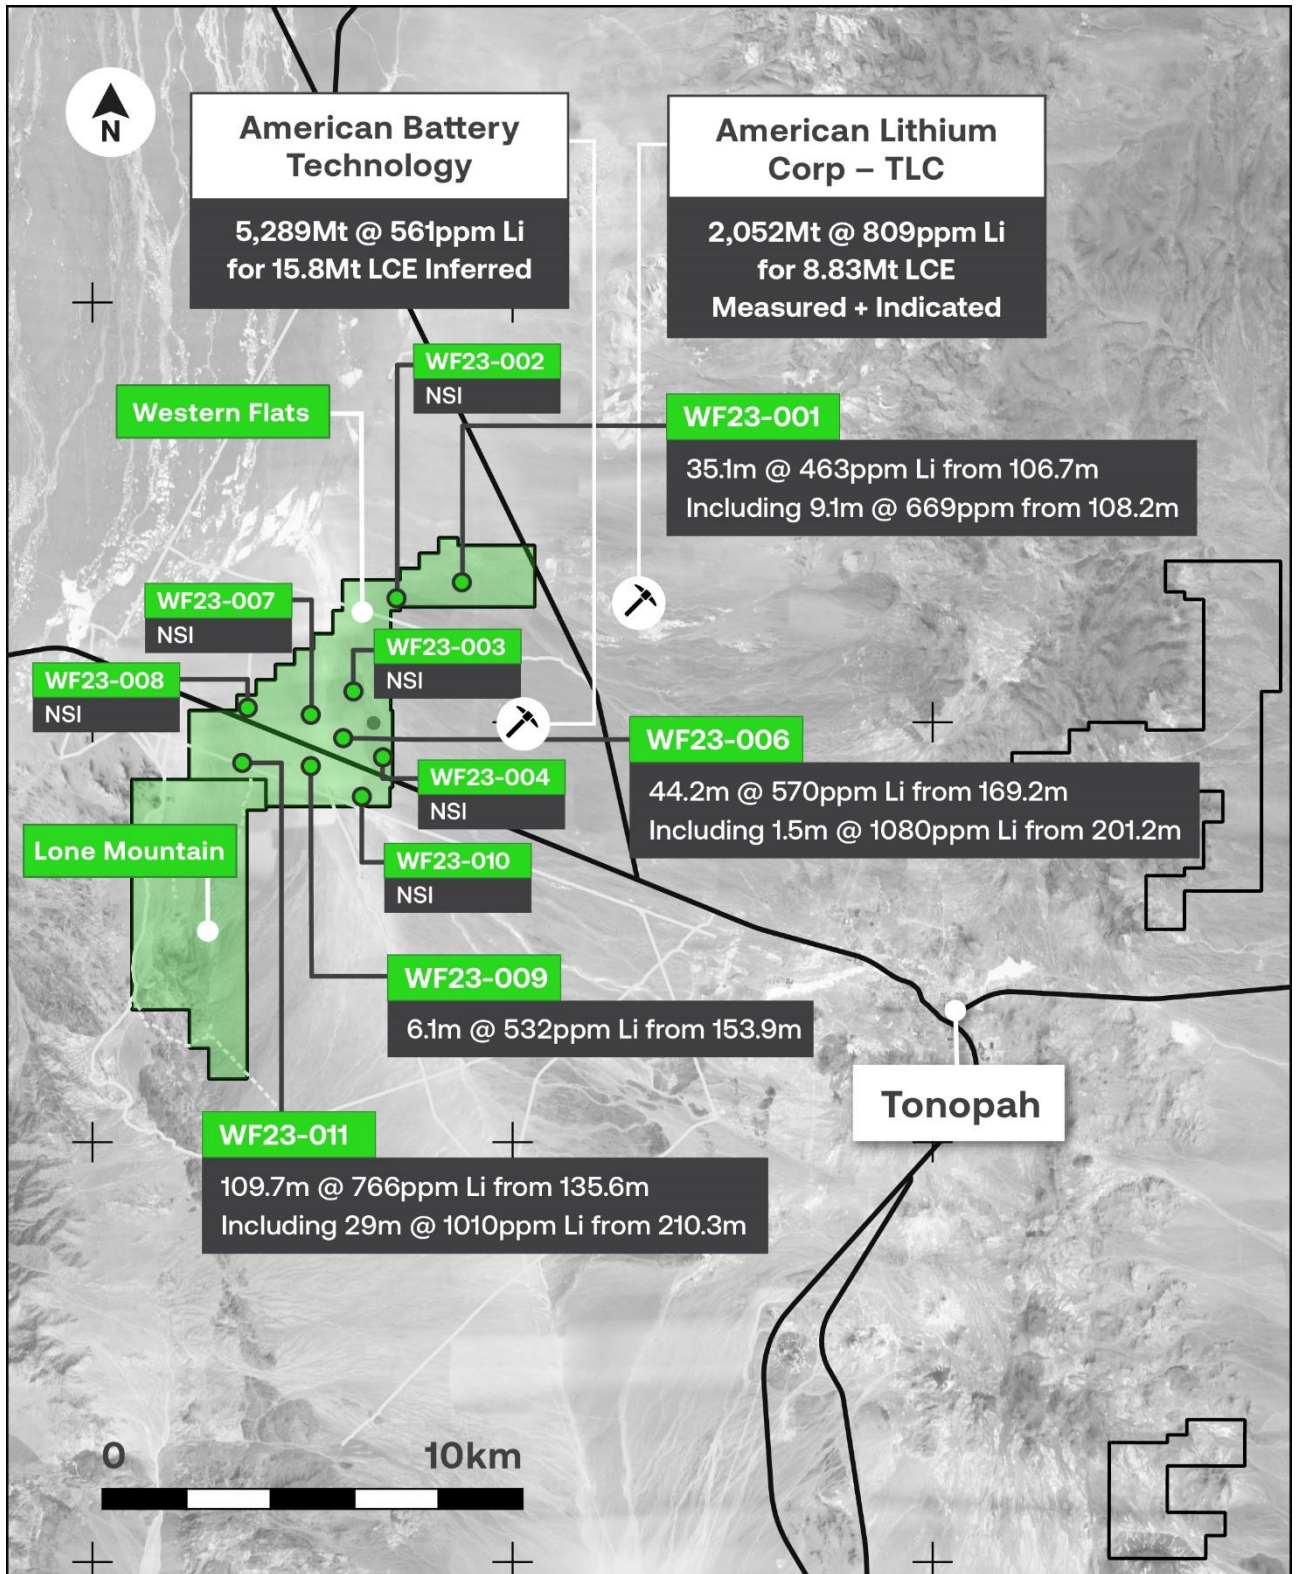 N
American Battery
Technology
5,289Mt @ 561ppm Li
for 15.8Mt LCE Inferred
American Lithium
Corp – TLC
2,052Mt @ 809ppm Li
for 8.83Mt LCE
Measured + Indicated
WF23-002
NSI
Western Flats
WF23-001
35.1m @ 463ppm Li from 106.7m
Including 9.1m @ 669ppm from 108.2m
WF23-007
NSI
WF23-003
NSI
WF23-008
NSI
WF23-006
44.2m @ 570ppm Li from 169.2m
Including 1.5m @ 1080ppm Li from 201.2m
WF23-004
NSI
Lone Mountain
WF23-010
NSI
WF23-009
6.1m @ 532ppm Li from 153.9m
Tonopah
WF23-011
109.7m @ 766ppm Li from 135.6m
Including 29m @ 1010ppm Li from 210.3m
0
10km